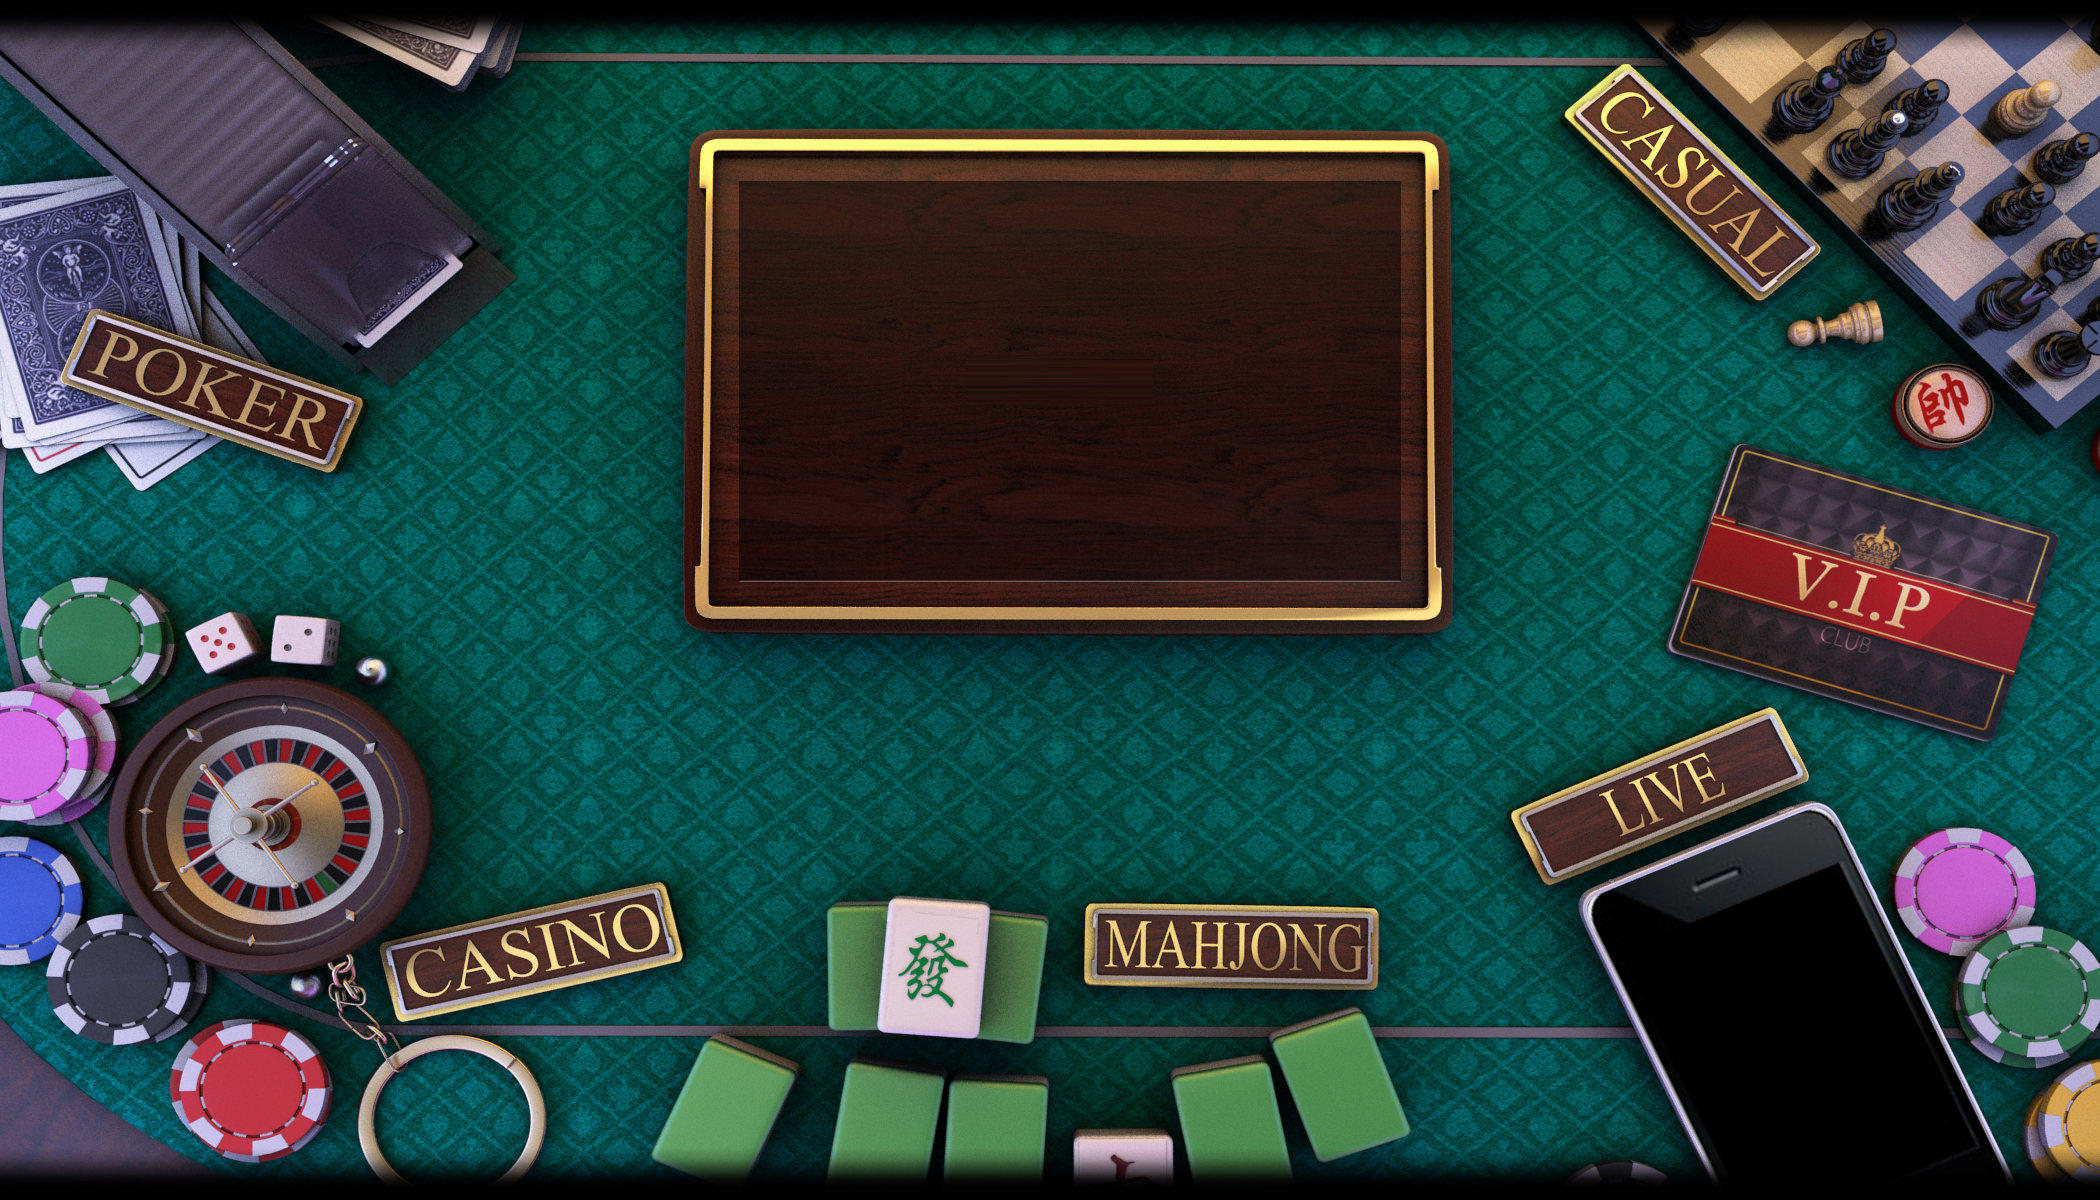 CASUAL
POKER
帥
V.I.P
CLUB
LIVE
CASINO
發
MAHJONG